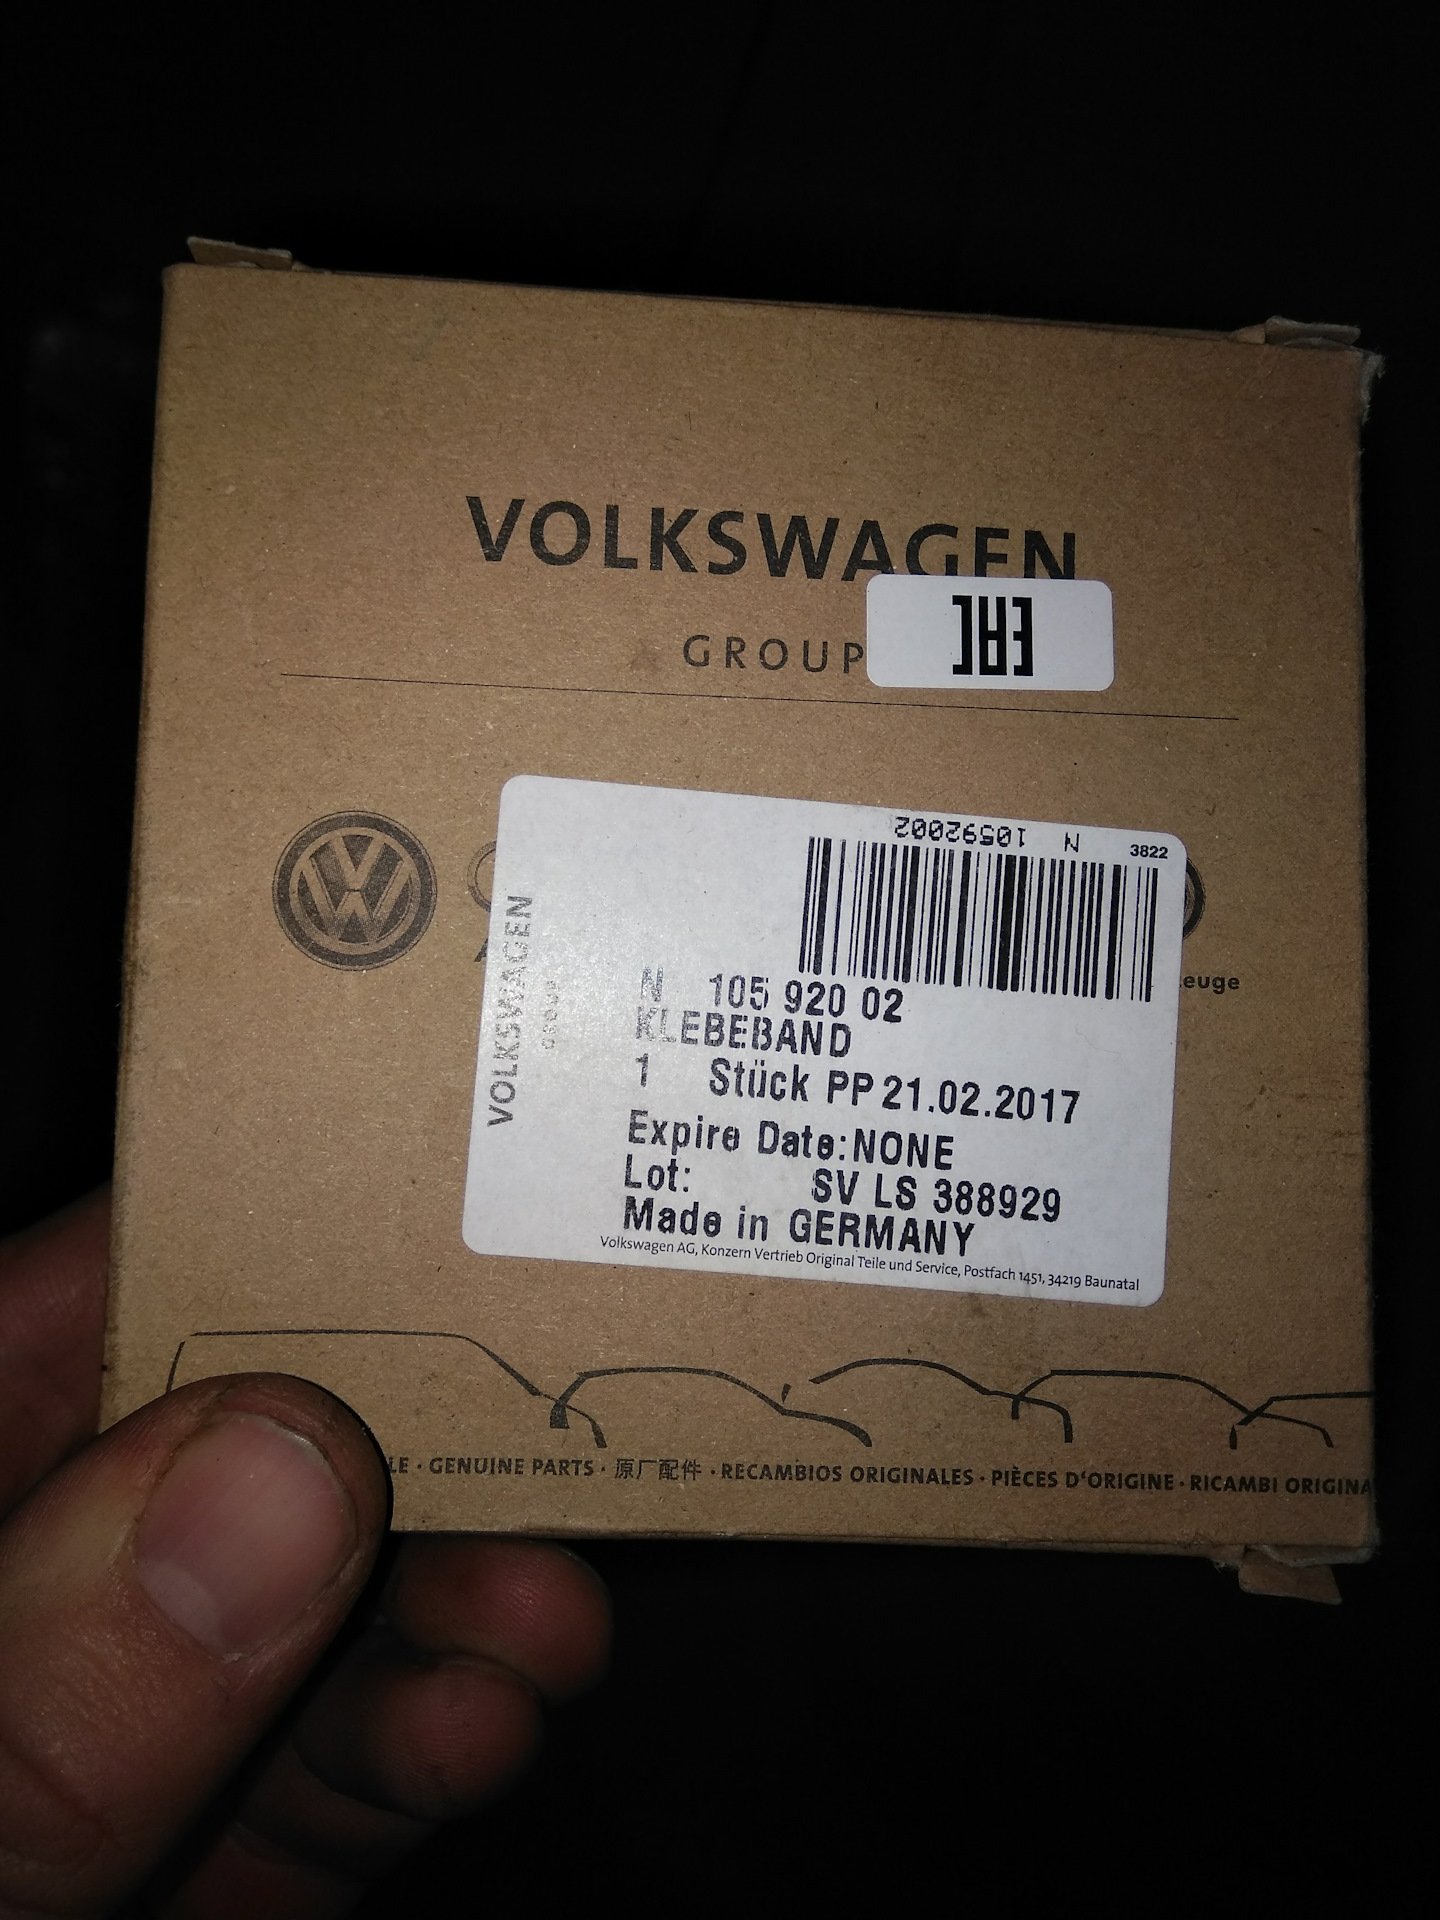 VOLKSWAGEN
GROUP
EAC
N 10592002
3822
VOLKSWAGEN
GROUP
N 105 920 02
KLEBEBAND
1 Stück PP 21.02.2017
Expire Date:NONE
Lot: SV LS 388929
Made in GERMANY
Volkswagen AG, Konzern Vertrieb Original Teile und Service, Postfach 1451, 34219 Baunatal
euge
LE · GENUINE PARTS · 原厂配件 · RECAMBIOS ORIGINALES · PIÈCES D'ORIGINE · RICAMBI ORIGINA